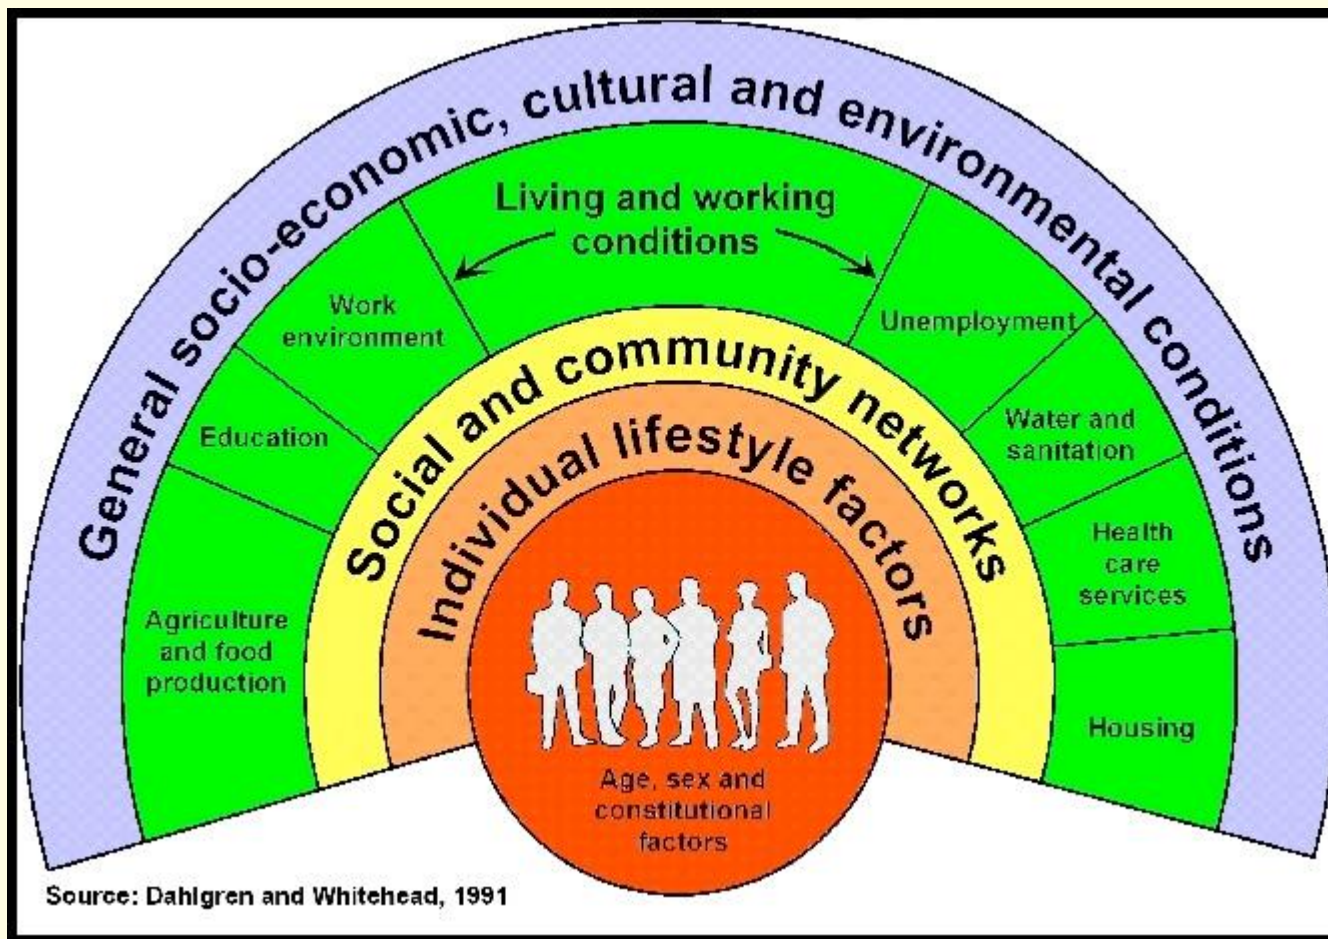 General socio-economic, cultural and environmental conditions
Living and working
conditions
Work
environment
Unemployment
Education
Water and
sanitation
Agriculture
and food
production
Health
care
services
Housing
Social and community networks
Individual lifestyle factors
Age, sex and
constitutional
factors
Source: Dahlgren and Whitehead, 1991